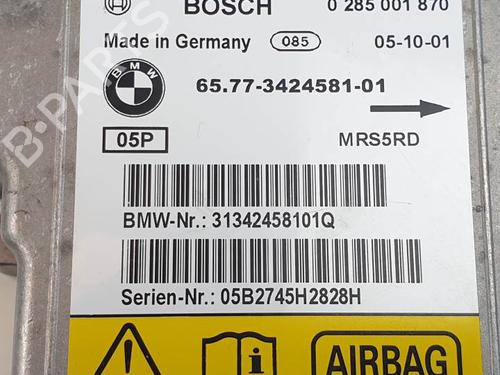 BOSCH 0 285 001 870
Made in Germany 085 05-10-01
BMW
65.77-3424581-01
05P MRS5RD
BMW-Nr.: 31342458101Q
Serien-Nr.: 05B2745H2828H
AIRBAG
B-PARTS